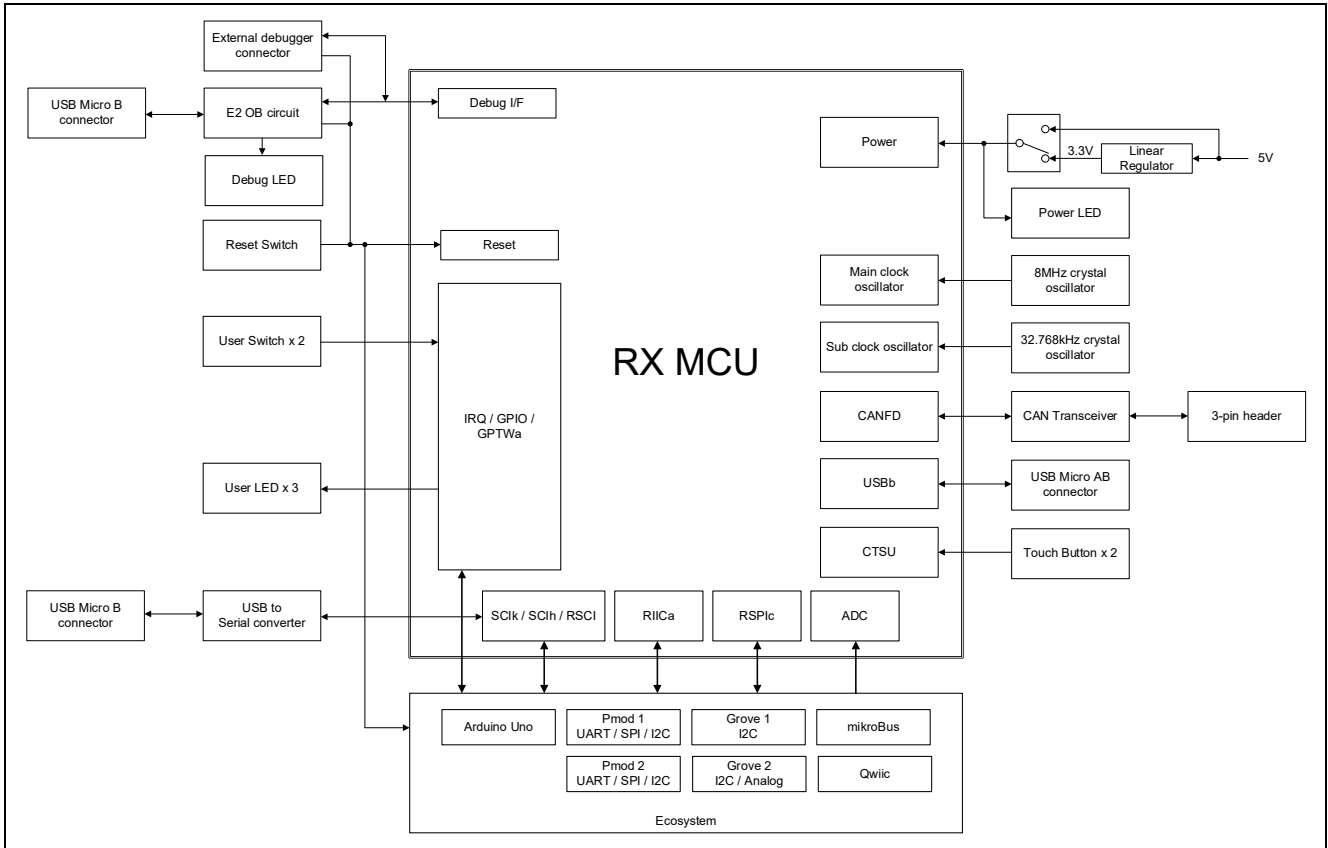 External debugger
connector
USB Micro B
connector
E2 OB circuit
Debug I/F
Debug LED
Power
3.3V
Linear
Regulator
5V
Power LED
Reset Switch
Reset
Main clock
oscillator
8MHz crystal
oscillator
User Switch x 2
RX MCU
Sub clock oscillator
32.768kHz crystal
oscillator
IRQ / GPIO /
GPTWa
CANFD
CAN Transceiver
3-pin header
User LED x 3
USBb
USB Micro AB
connector
CTSU
Touch Button x 2
USB Micro B
connector
USB to
Serial converter
SCIk / SCIh / RSCI
RIICa
RSPIc
ADC
Arduino Uno
Pmod 1
UART / SPI / I2C
Grove 1
I2C
mikroBus
Pmod 2
UART / SPI / I2C
Grove 2
I2C / Analog
Qwiic
Ecosystem